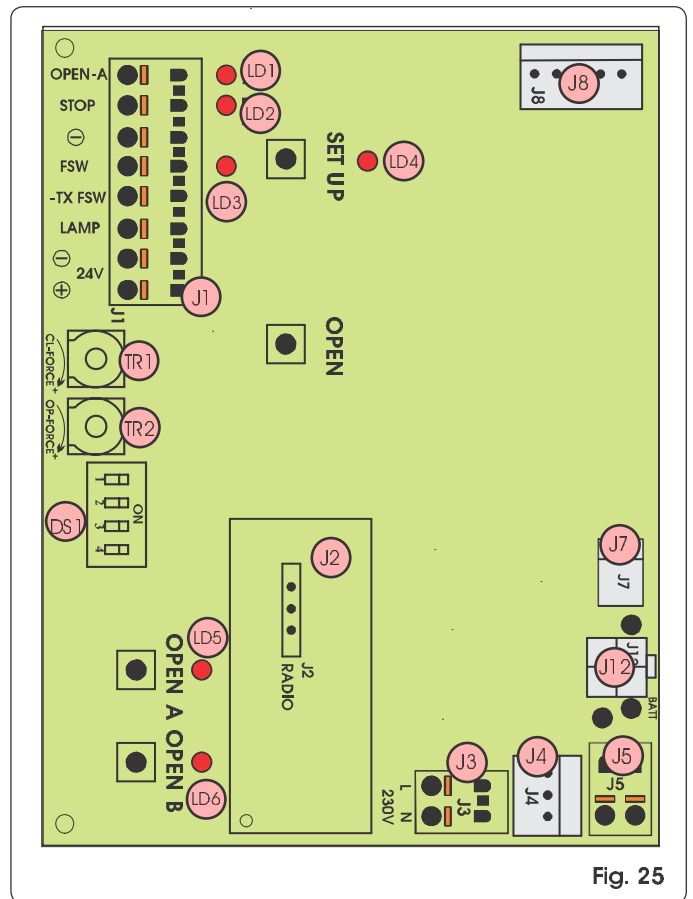 OPEN-A
LD1
STOP
LD2
⊖
FSW
LD3
-TX FSW
LAMP
⊖
24V
⊕
J1
J1
SET UP
LD4
J8
J8
OPEN
CL-FORCE +
TR1
OP-FORCE +
TR2
DS1
1
2
3
4
ON
J2
J2
RADIO
J7
J7
J12
BATT
LD5
OPEN A
OPEN B
LD6
J3
L
N
230V
J3
J4
J4
J5
J5
Fig. 25